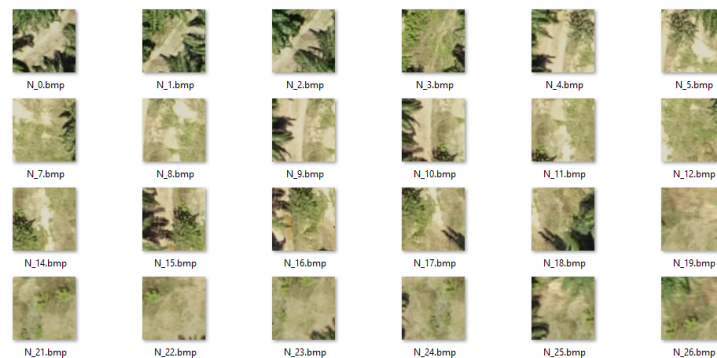 N_0.bmp N_1.bmp N_2.bmp N_3.bmp N_4.bmp N_5.bmp
N_7.bmp N_8.bmp N_9.bmp N_10.bmp N_11.bmp N_12.bmp
N_14.bmp N_15.bmp N_16.bmp N_17.bmp N_18.bmp N_19.bmp
N_21.bmp N_22.bmp N_23.bmp N_24.bmp N_25.bmp N_26.bmp